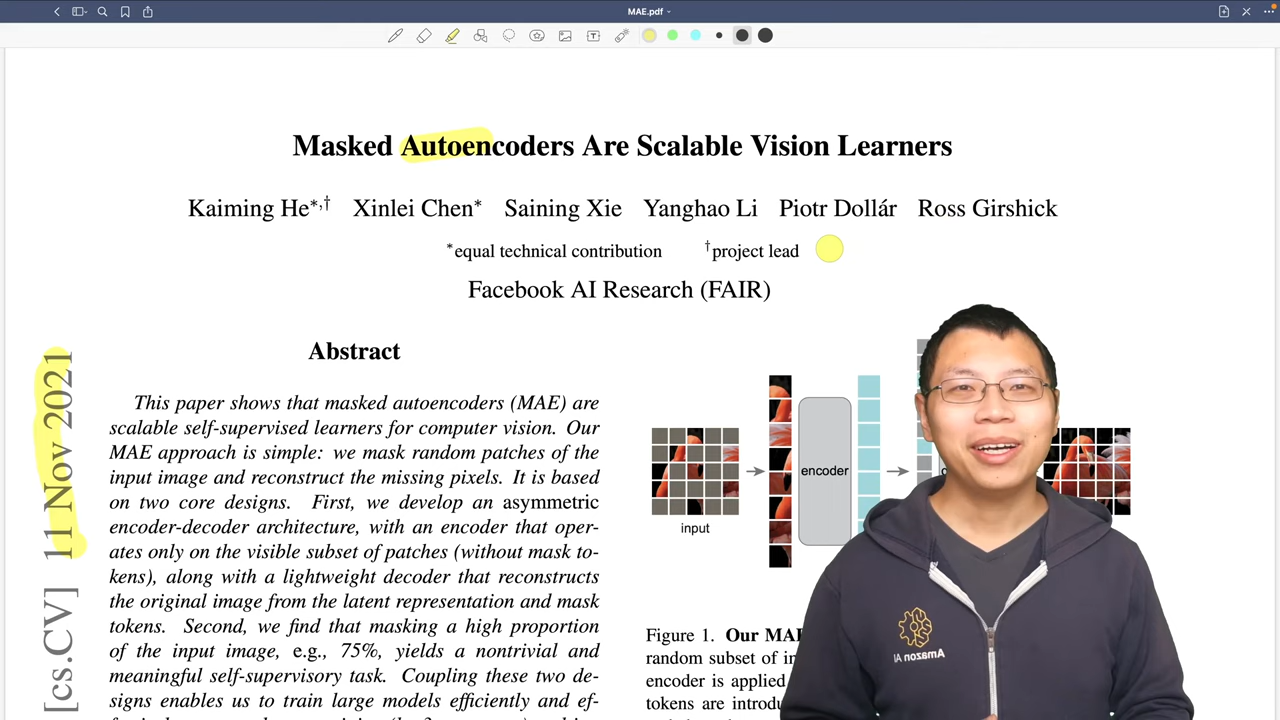 MAE.pdf
Masked Autoencoders Are Scalable Vision Learners
Kaiming He*,† Xinlei Chen* Saining Xie Yanghao Li Piotr Dollár Ross Girshick
*equal technical contribution †project lead
Facebook AI Research (FAIR)
[cs.CV] 11 Nov 2021
Abstract
This paper shows that masked autoencoders (MAE) are
scalable self-supervised learners for computer vision. Our
MAE approach is simple: we mask random patches of the
input image and reconstruct the missing pixels. It is based
on two core designs. First, we develop an asymmetric
encoder-decoder architecture, with an encoder that oper-
ates only on the visible subset of patches (without mask to-
kens), along with a lightweight decoder that reconstructs
the original image from the latent representation and mask
tokens. Second, we find that masking a high proportion
of the input image, e.g., 75%, yields a nontrivial and
meaningful self-supervisory task. Coupling these two de-
signs enables us to train large models efficiently and ef-
encoder
input
Figure 1. Our MAE
random subset of
encoder is applied
tokens are introdu
Amazon AI